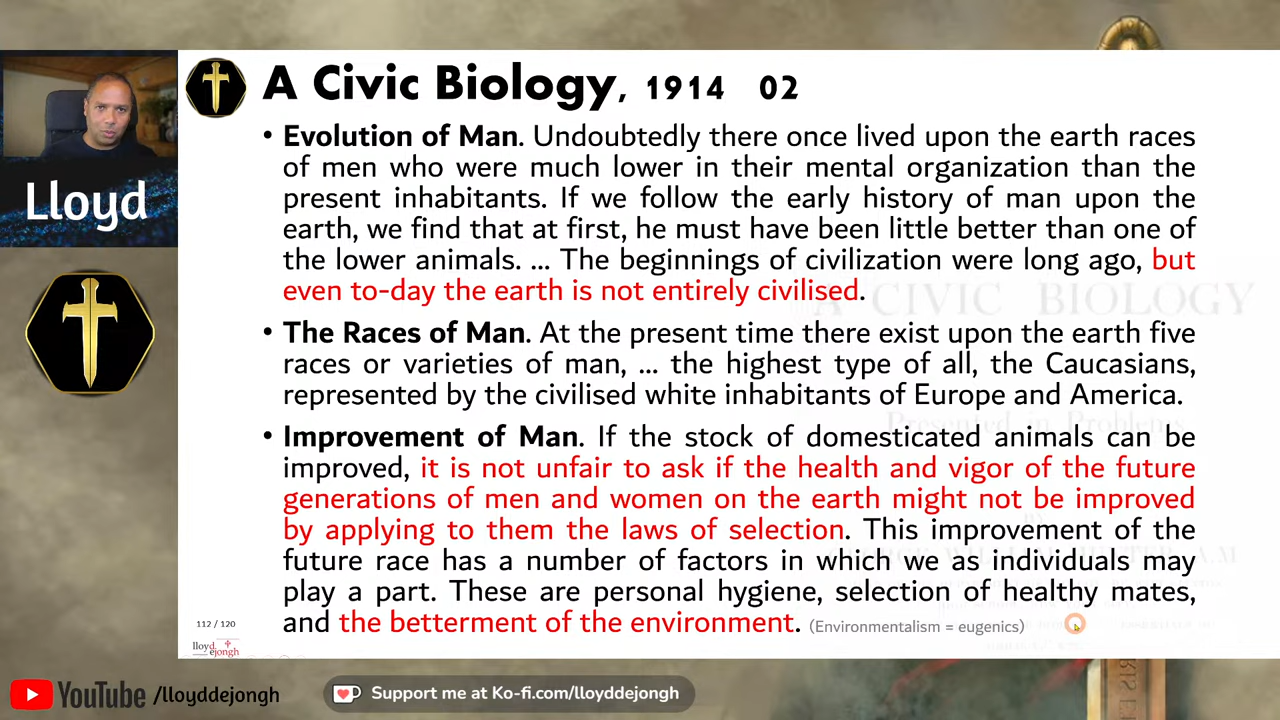 A Civic Biology, 1914 02
• Evolution of Man. Undoubtedly there once lived upon the earth races
of men who were much lower in their mental organization than the
present inhabitants. If we follow the early history of man upon the
earth, we find that at first, he must have been little better than one of
the lower animals. ... The beginnings of civilization were long ago, but
even to-day the earth is not entirely civilised.
• The Races of Man. At the present time there exist upon the earth five
races or varieties of man, ... the highest type of all, the Caucasians,
represented by the civilised white inhabitants of Europe and America.
• Improvement of Man. If the stock of domesticated animals can be
improved, it is not unfair to ask if the health and vigor of the future
generations of men and women on the earth might not be improved
by applying to them the laws of selection. This improvement of the
future race has a number of factors in which we as individuals may
play a part. These are personal hygiene, selection of healthy mates,
and the betterment of the environment. (Environmentalism = eugenics)
A CIVIC BIOLOGY
Presented in Problems
Lloyd
112 / 120
lloyd
dejongh
YouTube /lloyddejongh
Support me at Ko-fi.com/lloyddejongh